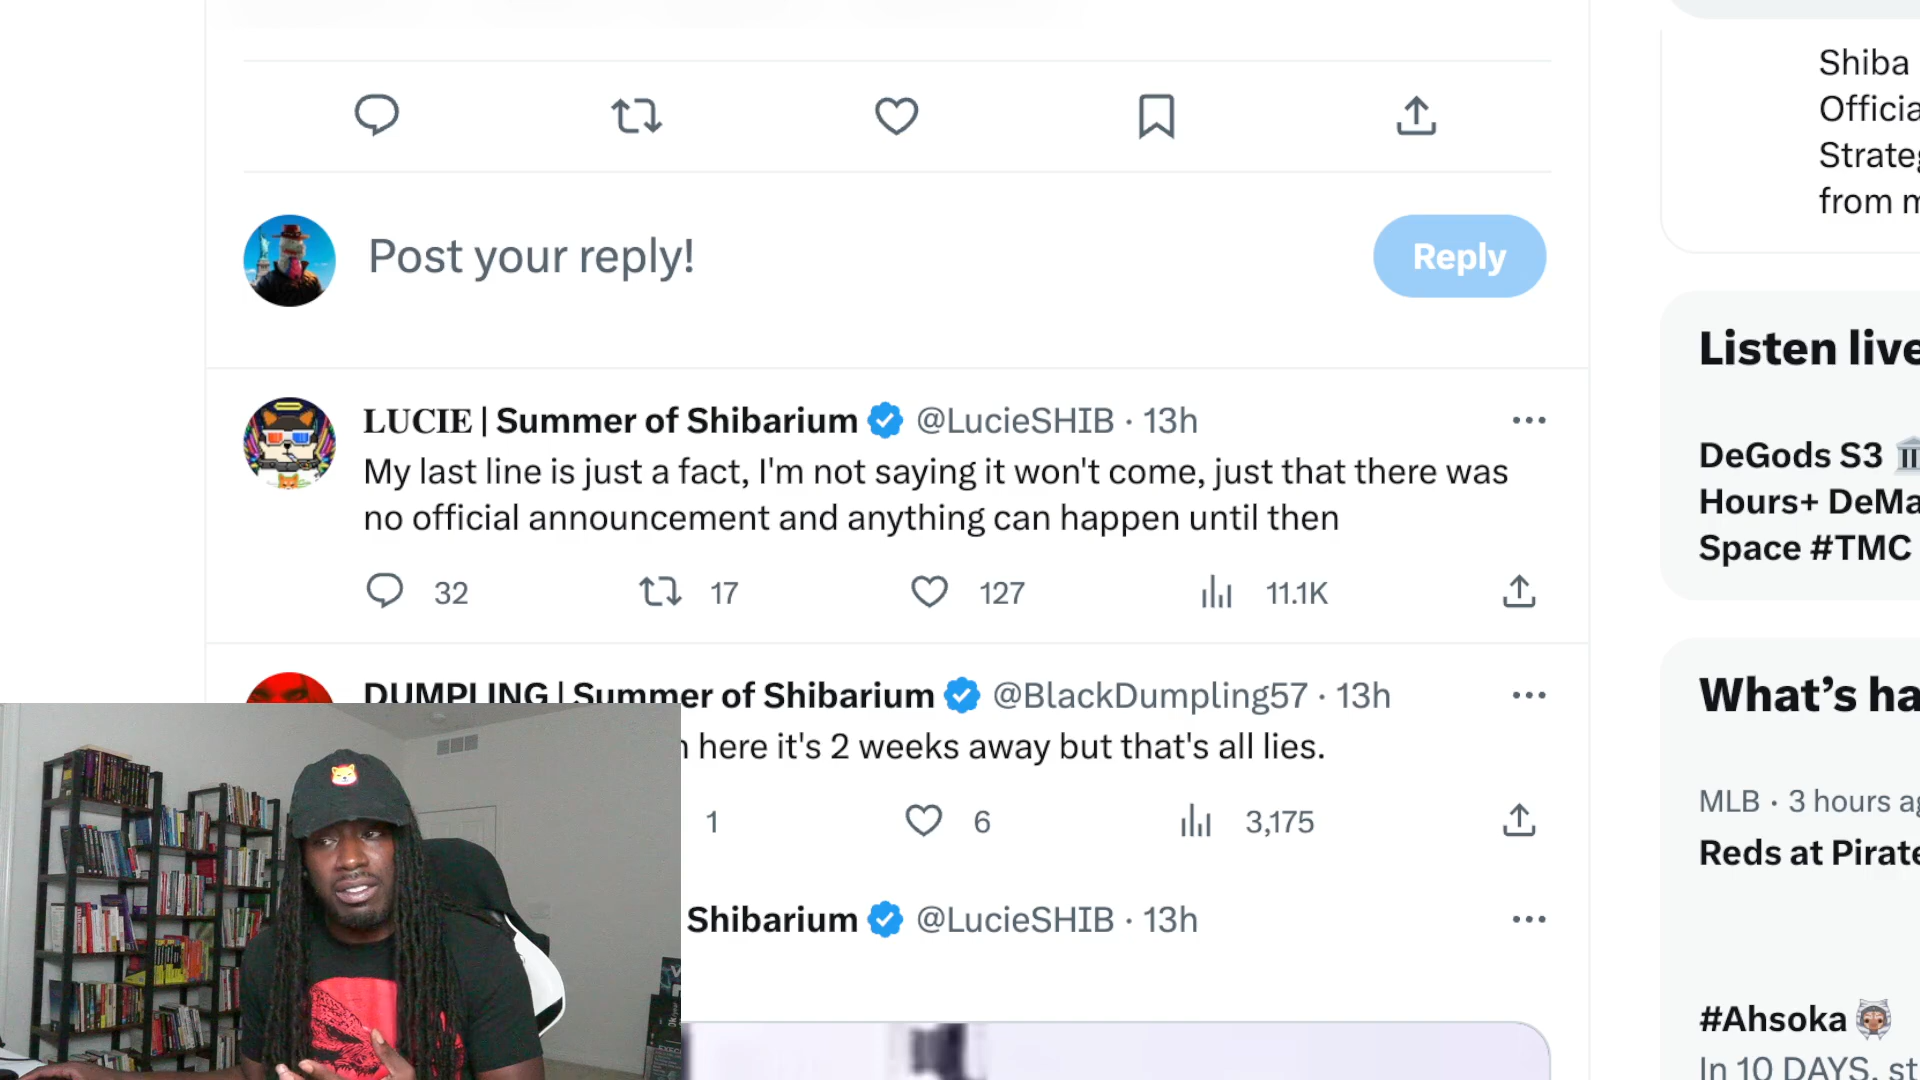 Post your reply!
Reply
LUCIE | Summer of Shibarium @LucieSHIB · 13h
My last line is just a fact, I'm not saying it won't come, just that there was
no official announcement and anything can happen until then
32 17 127 11.1K
DUMPLING | Summer of Shibarium @BlackDumpling57 · 13h
here it's 2 weeks away but that's all lies.
1 6 3,175
Shibarium @LucieSHIB · 13h
Shiba
Officia
Strateg
from m
Listen live
DeGods S3
Hours+ DeMa
Space #TMC
What's ha
MLB · 3 hours ag
Reds at Pirate
#Ahsoka
In 10 DAYS, st